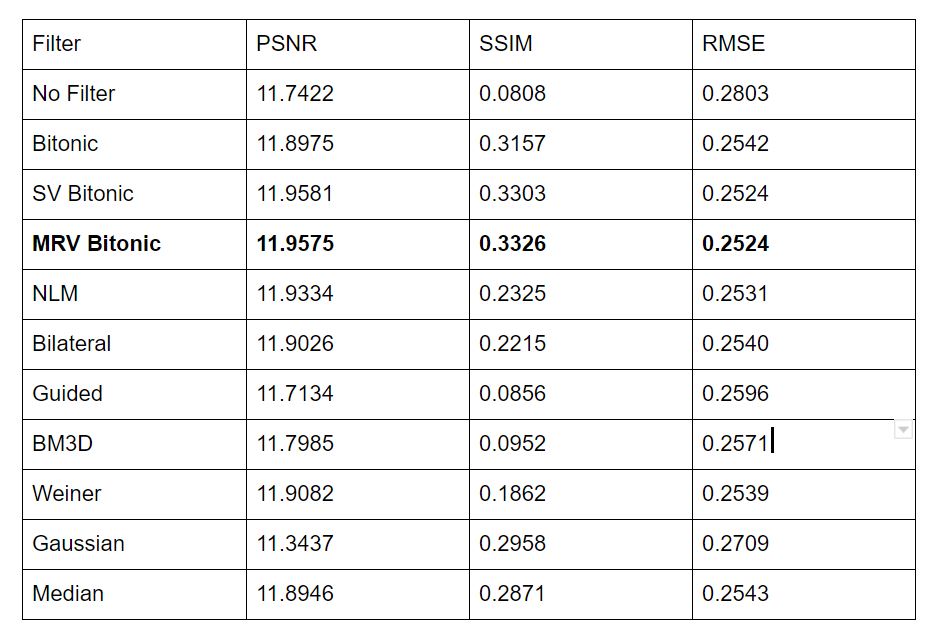 Filter PSNR SSIM RMSE
No Filter 11.7422 0.0808 0.2803
Bitonic 11.8975 0.3157 0.2542
SV Bitonic 11.9581 0.3303 0.2524
MRV Bitonic 11.9575 0.3326 0.2524
NLM 11.9334 0.2325 0.2531
Bilateral 11.9026 0.2215 0.2540
Guided 11.7134 0.0856 0.2596
BM3D 11.7985 0.0952 0.2571
Weiner 11.9082 0.1862 0.2539
Gaussian 11.3437 0.2958 0.2709
Median 11.8946 0.2871 0.2543